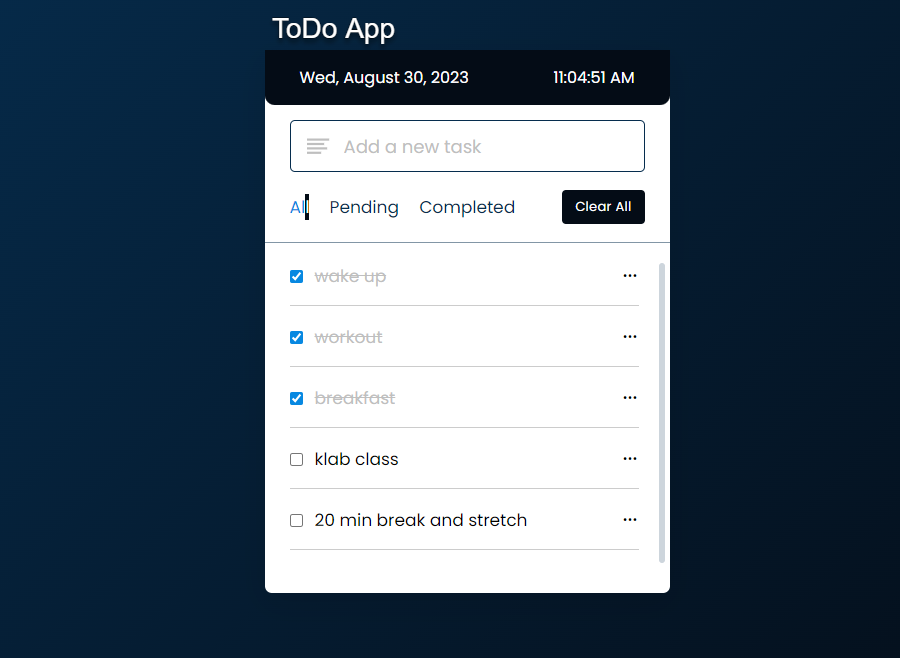 ToDo App
Wed, August 30, 2023 11:04:51 AM
Add a new task
All Pending Completed Clear All
wake up
workout
breakfast
klab class
20 min break and stretch